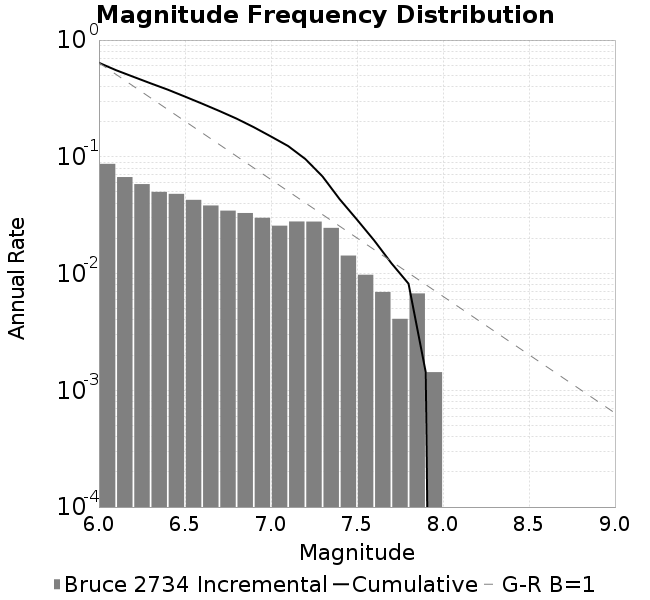 Magnitude Frequency Distribution
10^0
10^-1
10^-2
10^-3
10^-4
Annual Rate
6.0 6.5 7.0 7.5 8.0 8.5 9.0
Magnitude
Bruce 2734 Incremental Cumulative G-R B=1